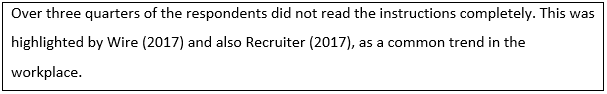 Over three quarters of the respondents did not read the instructions completely. This was
highlighted by Wire (2017) and also Recruiter (2017), as a common trend in the
workplace.